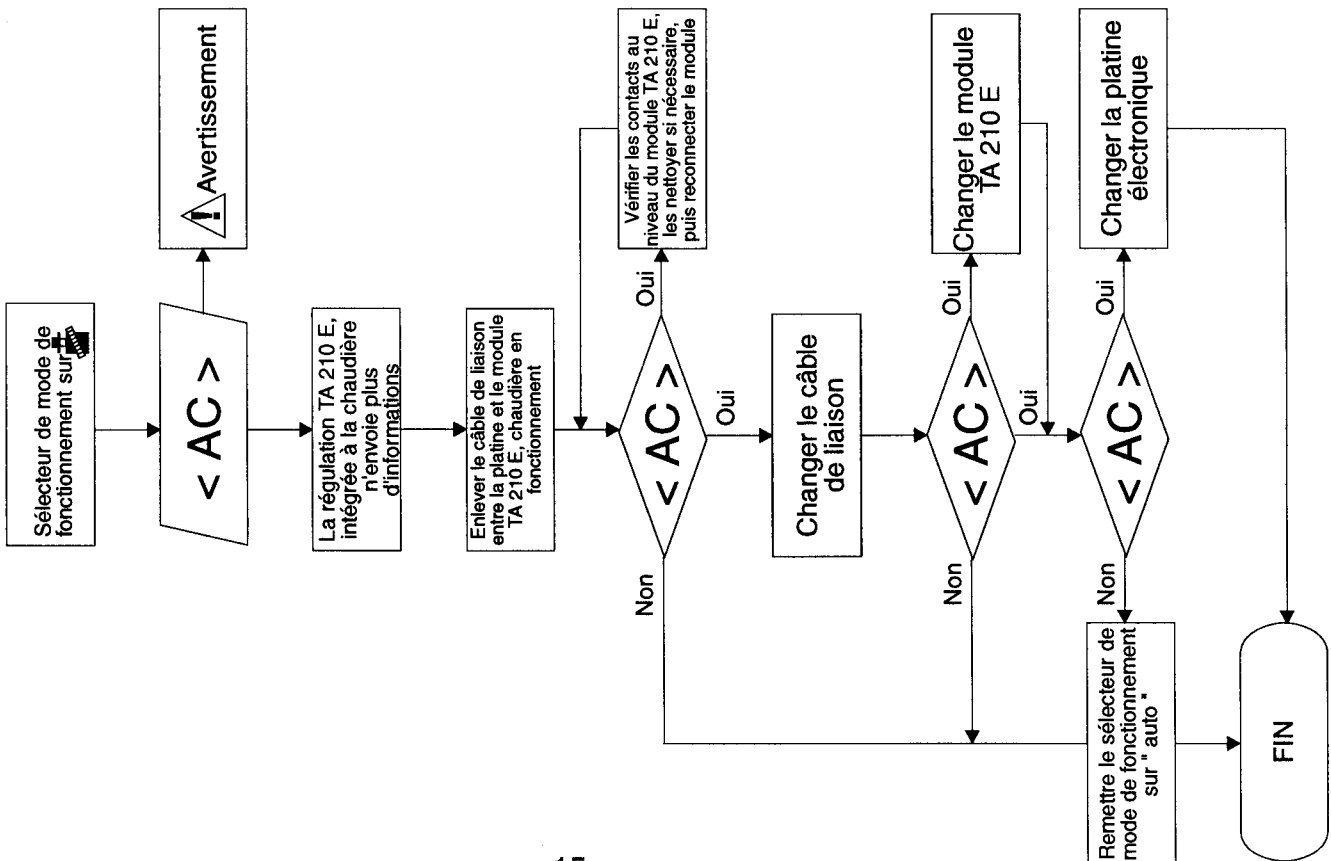 Sélecteur de mode de
fonctionnement sur
< AC >
Avertissement
La régulation TA 210 E,
intégrée à la chaudière
n'envoie plus
d'informations
Enlever le câble de liaison
entre la platine et le module
TA 210 E, chaudière en
fonctionnement
< AC >
Oui
Vérifier les contacts au
niveau du module TA 210 E,
les nettoyer si nécessaire,
puis reconnecter le module
Non
Oui
Changer le câble
de liaison
< AC >
Oui
Changer le module
TA 210 E
Non
Oui
< AC >
Oui
Changer la platine
électronique
Non
Remettre le sélecteur de
mode de fonctionnement
sur " auto "
FIN